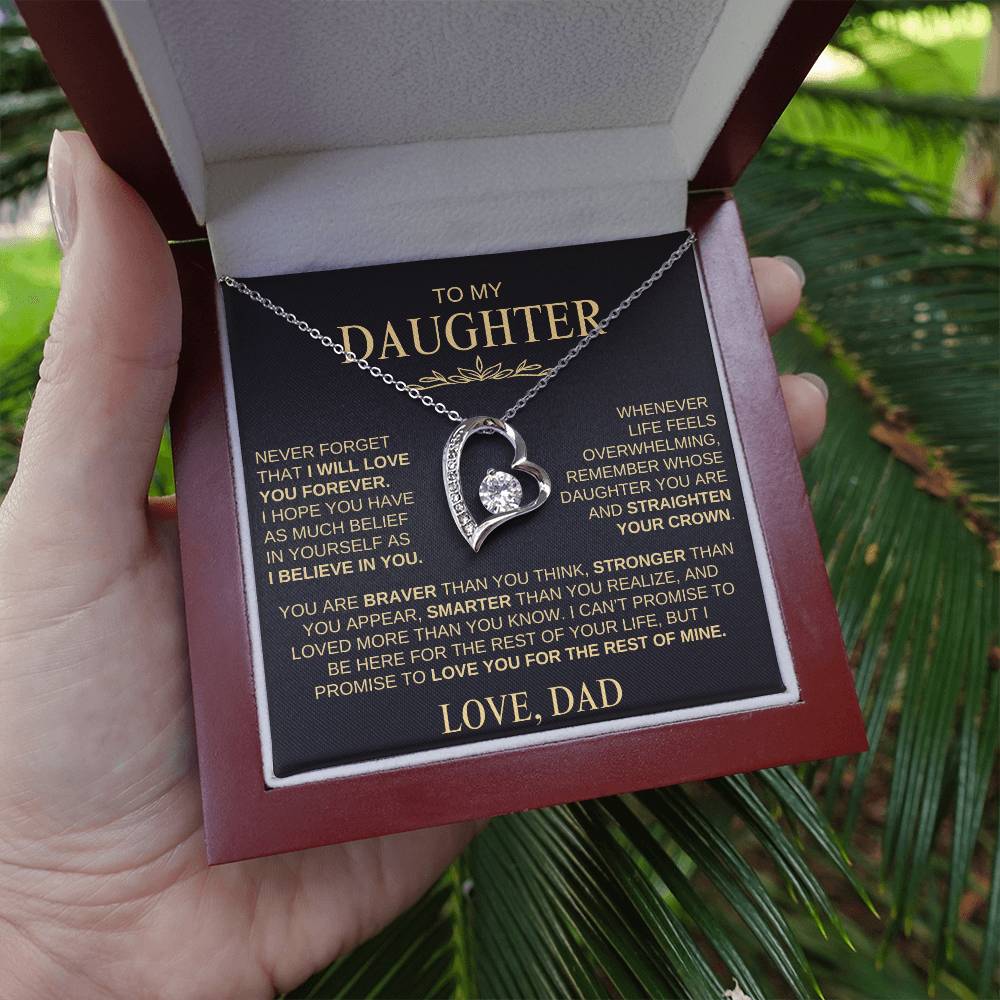 TO MY
DAUGHTER
NEVER FORGET
THAT I WILL LOVE
YOU FOREVER.
I HOPE YOU HAVE
AS MUCH BELIEF
IN YOURSELF AS
I BELIEVE IN YOU.
WHENEVER
LIFE FEELS
OVERWHELMING,
REMEMBER WHOSE
DAUGHTER YOU ARE
AND STRAIGHTEN
YOUR CROWN.
YOU ARE BRAVER THAN YOU THINK, STRONGER THAN
YOU APPEAR, SMARTER THAN YOU REALIZE, AND
LOVED MORE THAN YOU KNOW. I CAN'T PROMISE TO
BE HERE FOR THE REST OF YOUR LIFE, BUT I
PROMISE TO LOVE YOU FOR THE REST OF MINE.
LOVE, DAD